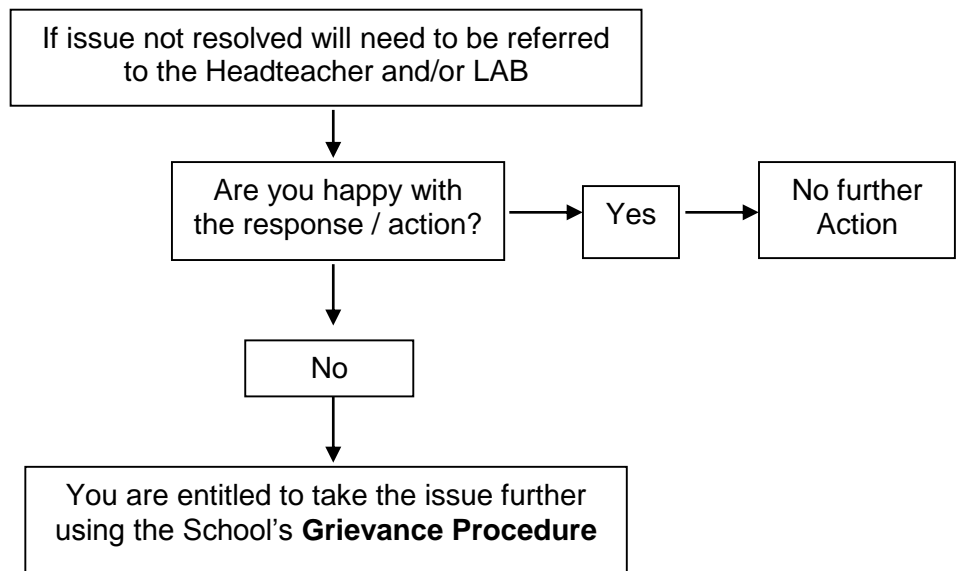 If issue not resolved will need to be referred
to the Headteacher and/or LAB
Are you happy with
the response / action?
Yes
No further
Action
No
You are entitled to take the issue further
using the School’s Grievance Procedure